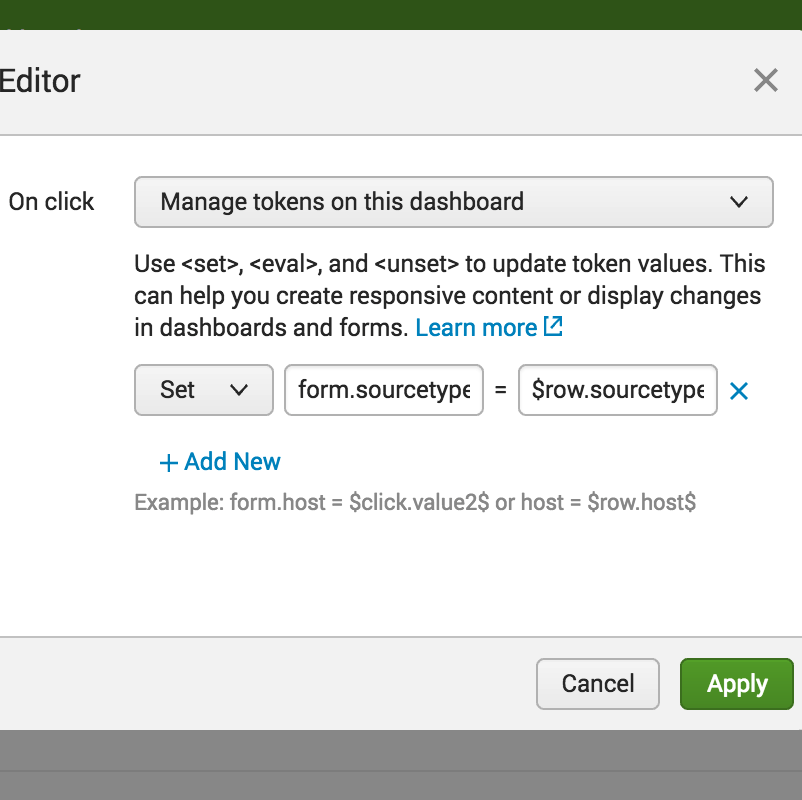 Editor
On click
Manage tokens on this dashboard
Use <set>, <eval>, and <unset> to update token values. This
can help you create responsive content or display changes
in dashboards and forms. Learn more
Set form.sourcetype = $row.sourcetype
+ Add New
Example: form.host = $click.value2$ or host = $row.host$
Cancel Apply